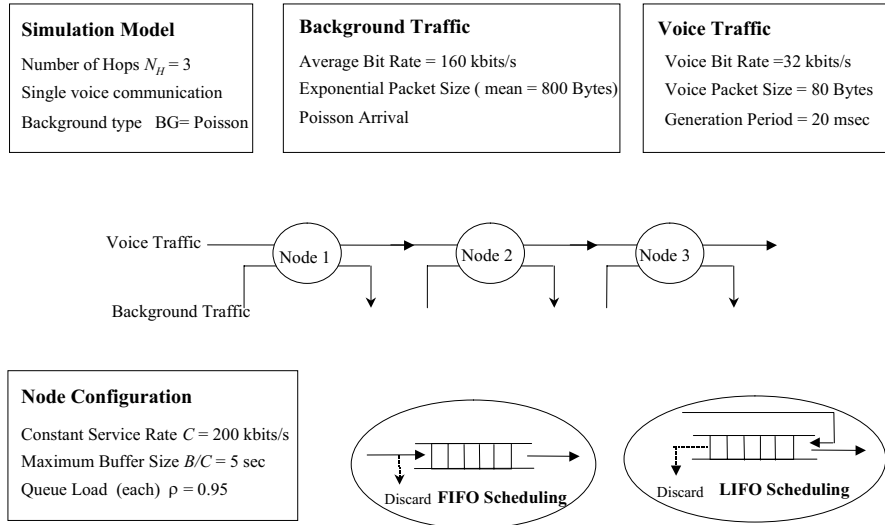 Simulation Model
Number of Hops N_H = 3
Single voice communication
Background type BG= Poisson
Background Traffic
Average Bit Rate = 160 kbits/s
Exponential Packet Size ( mean = 800 Bytes)
Poisson Arrival
Voice Traffic
Voice Bit Rate =32 kbits/s
Voice Packet Size = 80 Bytes
Generation Period = 20 msec
Voice Traffic
Node 1
Node 2
Node 3
Background Traffic
Node Configuration
Constant Service Rate C = 200 kbits/s
Maximum Buffer Size B/C = 5 sec
Queue Load (each) ρ = 0.95
Discard FIFO Scheduling
Discard LIFO Scheduling